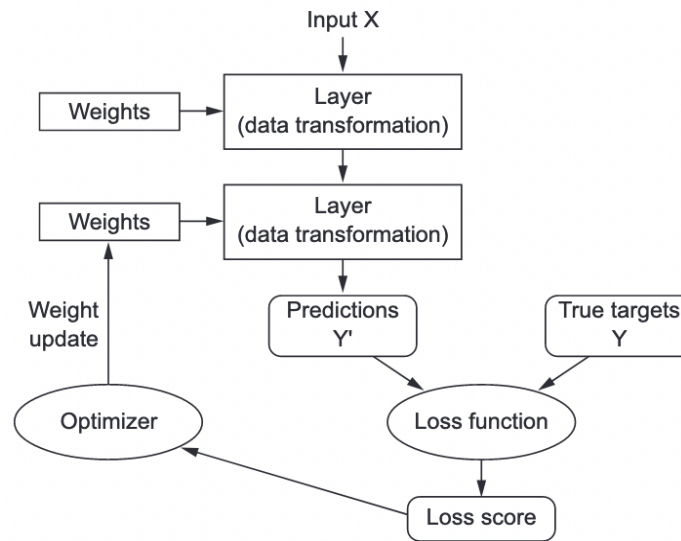 Input X
Weights
Layer
(data transformation)
Weights
Layer
(data transformation)
Weight
update
Predictions
Y'
True targets
Y
Optimizer
Loss function
Loss score